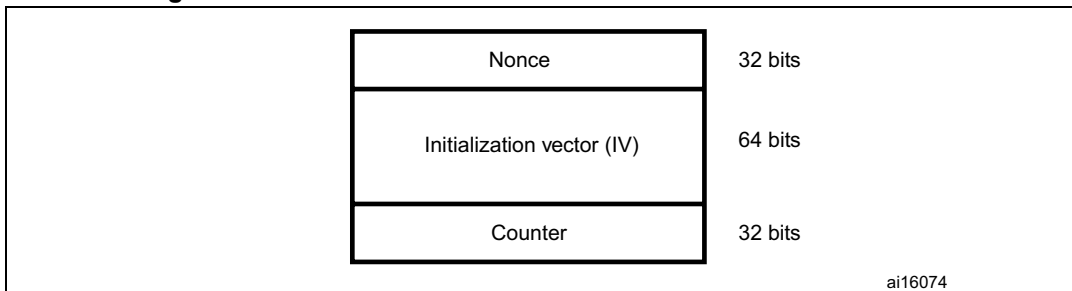 Nonce 32 bits
Initialization vector (IV) 64 bits
Counter 32 bits
ai16074